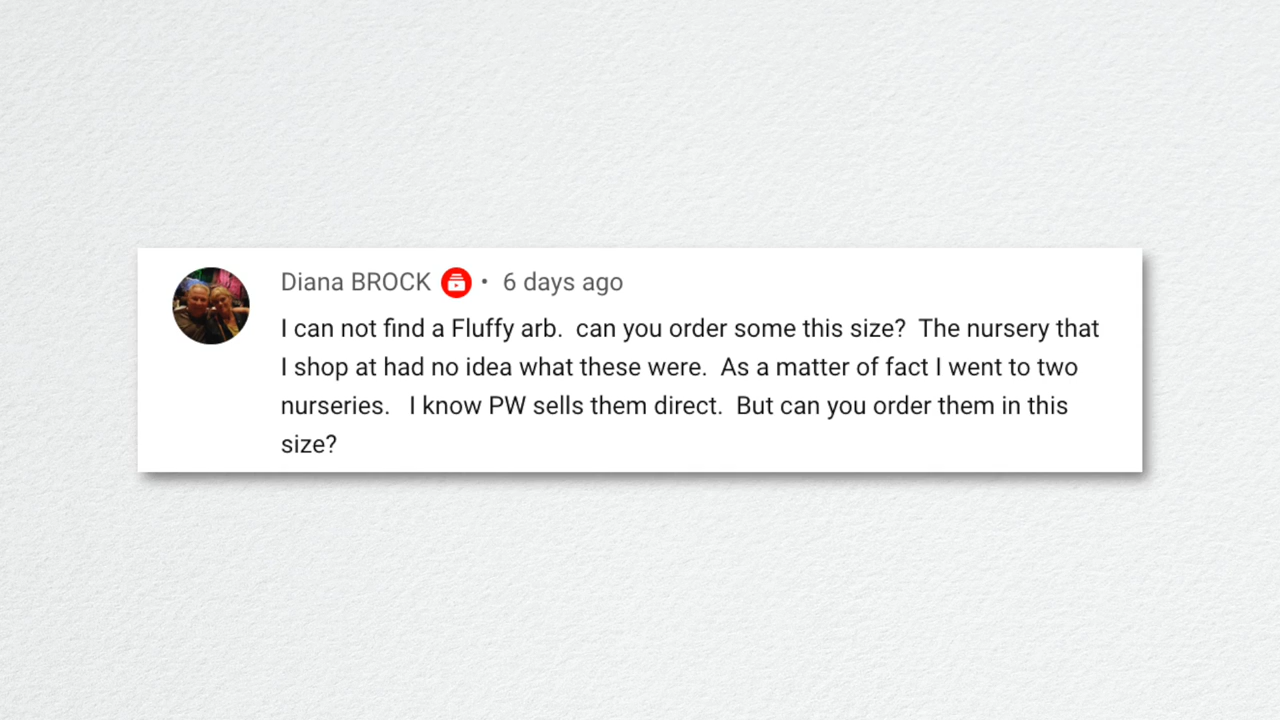 Diana BROCK • 6 days ago
I can not find a Fluffy arb.  can you order some this size?  The nursery that
I shop at had no idea what these were.  As a matter of fact I went to two
nurseries.   I know PW sells them direct.  But can you order them in this
size?